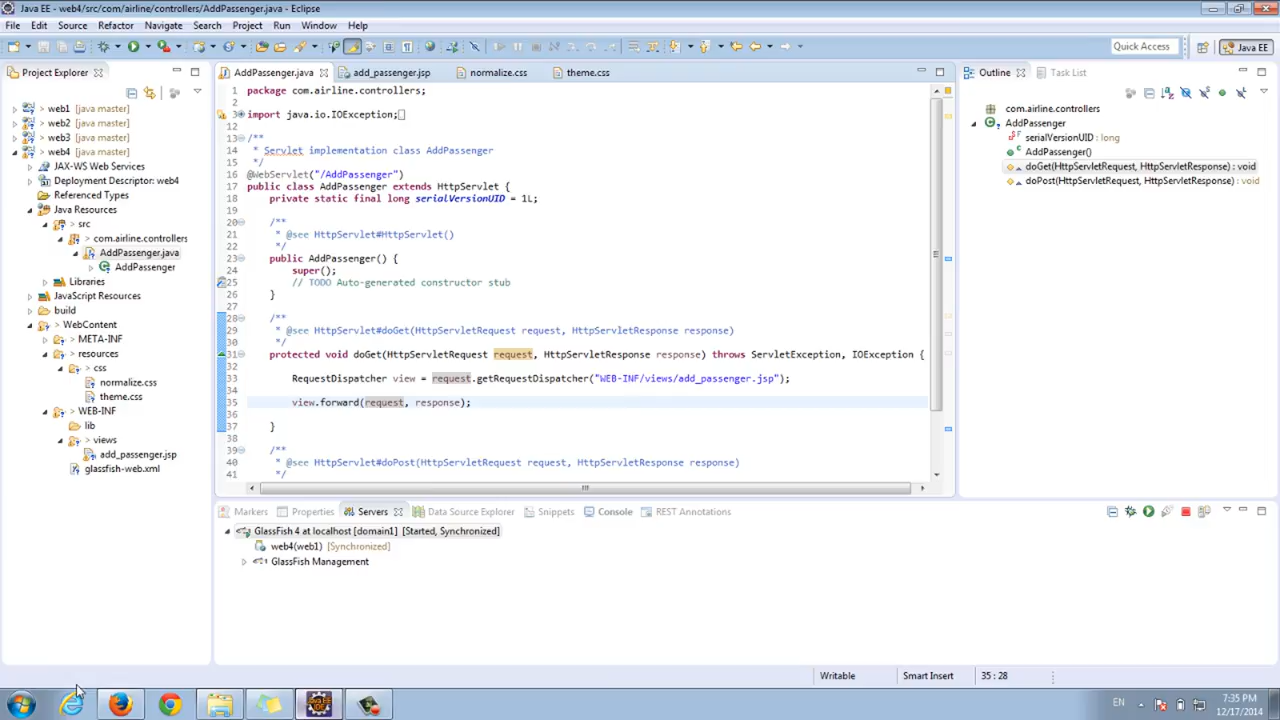 Java EE - web4/src/com/airline/controllers/AddPassenger.java - Eclipse
File Edit Source Refactor Navigate Search Project Run Window Help
Quick Access Java EE
Project Explorer
web1 [java master]
web2 [java master]
web3 [java master]
web4 [java master]
JAX-WS Web Services
Deployment Descriptor: web4
Referenced Types
Java Resources
src
com.airline.controllers
AddPassenger.java
AddPassenger
Libraries
JavaScript Resources
build
WebContent
META-INF
resources
css
normalize.css
theme.css
WEB-INF
lib
views
add_passenger.jsp
glassfish-web.xml
AddPassenger.java add_passenger.jsp normalize.css theme.css
1 package com.airline.controllers;
2
3 import java.io.IOException;
12
13 /**
14 * Servlet implementation class AddPassenger
15 */
16 @WebServlet("/AddPassenger")
17 public class AddPassenger extends HttpServlet {
18 private static final long serialVersionUID = 1L;
19
20 /**
21 * @see HttpServlet#HttpServlet()
22 */
23 public AddPassenger() {
24 super();
25 // TODO Auto-generated constructor stub
26 }
27
28 /**
29 * @see HttpServlet#doGet(HttpServletRequest request, HttpServletResponse response)
30 */
31 protected void doGet(HttpServletRequest request, HttpServletResponse response) throws ServletException, IOException {
32
33 RequestDispatcher view = request.getRequestDispatcher("WEB-INF/views/add_passenger.jsp");
34
35 view.forward(request, response);
36
37 }
38
39 /**
40 * @see HttpServlet#doPost(HttpServletRequest request, HttpServletResponse response)
41 */
Outline Task List
com.airline.controllers
AddPassenger
serialVersionUID : long
AddPassenger()
doGet(HttpServletRequest, HttpServletResponse) : void
doPost(HttpServletRequest, HttpServletResponse) : void
Markers Properties Servers Data Source Explorer Snippets Console REST Annotations
GlassFish 4 at localhost [domain1] [Started, Synchronized]
web4(web1) [Synchronized]
GlassFish Management
Writable Smart Insert 35 : 28
Java EE
IDE
EN
7:35 PM
12/17/2014